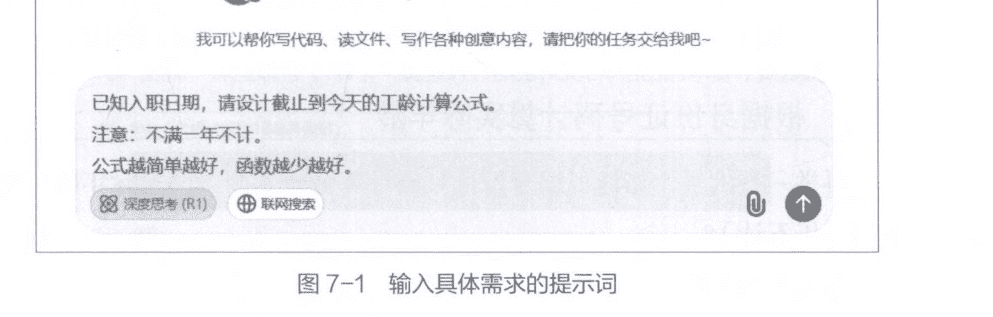 我可以帮你写代码、读文件、写作各种创意内容，请把你的任务交给我吧~
已知入职日期，请设计截止到今天的工龄计算公式。
注意：不满一年不计。
公式越简单越好，函数越少越好。
深度思考 (R1) 联网搜索
图 7-1 输入具体需求的提示词